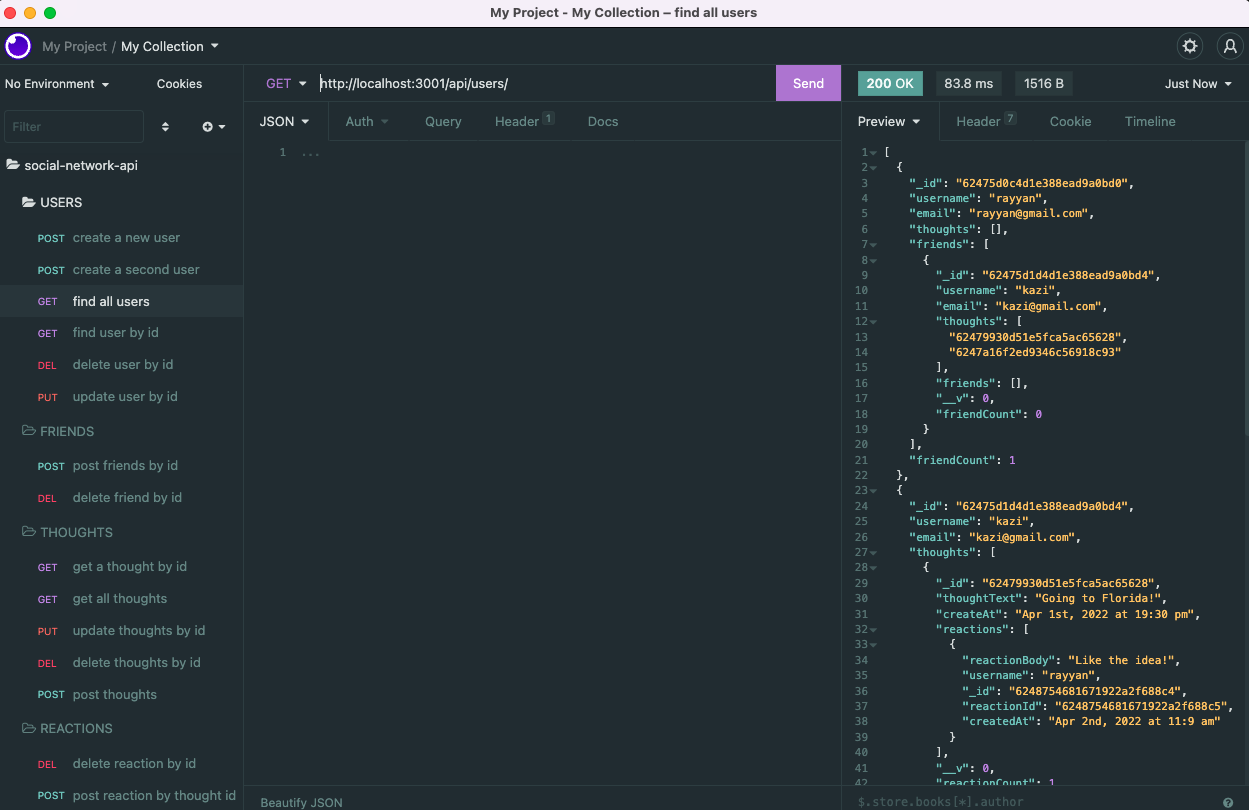 My Project - My Collection – find all users
My Project / My Collection
No Environment
Cookies
GET http://localhost:3001/api/users/
Send
200 OK
83.8 ms
1516 B
Just Now
Filter
JSON
Auth
Query
Header 1
Docs
Preview
Header 7
Cookie
Timeline
social-network-api
USERS
POST create a new user
POST create a second user
GET find all users
GET find user by id
DEL delete user by id
PUT update user by id
FRIENDS
POST post friends by id
DEL delete friend by id
THOUGHTS
GET get a thought by id
GET get all thoughts
PUT update thoughts by id
DEL delete thoughts by id
POST post thoughts
REACTIONS
DEL delete reaction by id
POST post reaction by thought id
1 ...
Beautify JSON
1 [
2 {
3 "_id": "62475d0c4d1e388ead9a0bd0",
4 "username": "rayyan",
5 "email": "rayyan@gmail.com",
6 "thoughts": [],
7 "friends": [
8 {
9 "_id": "62475d1d4d1e388ead9a0bd4",
10 "username": "kazi",
11 "email": "kazi@gmail.com",
12 "thoughts": [
13 "62479930d51e5fca5ac65628",
14 "6247a16f2ed9346c56918c93"
15 ],
16 "friends": [],
17 "__v": 0,
18 "friendCount": 0
19 }
20 ],
21 "friendCount": 1
22 },
23 {
24 "_id": "62475d1d4d1e388ead9a0bd4",
25 "username": "kazi",
26 "email": "kazi@gmail.com",
27 "thoughts": [
28 {
29 "_id": "62479930d51e5fca5ac65628",
30 "thoughtText": "Going to Florida!",
31 "createAt": "Apr 1st, 2022 at 19:30 pm",
32 "reactions": [
33 {
34 "reactionBody": "Like the idea!",
35 "username": "rayyan",
36 "_id": "6248754681671922a2f688c4",
37 "reactionId": "6248754681671922a2f688c5",
38 "createdAt": "Apr 2nd, 2022 at 11:9 am"
39 }
40 ],
41 "__v": 0,
42 "reactionCount": 1
$.store.books[*].author